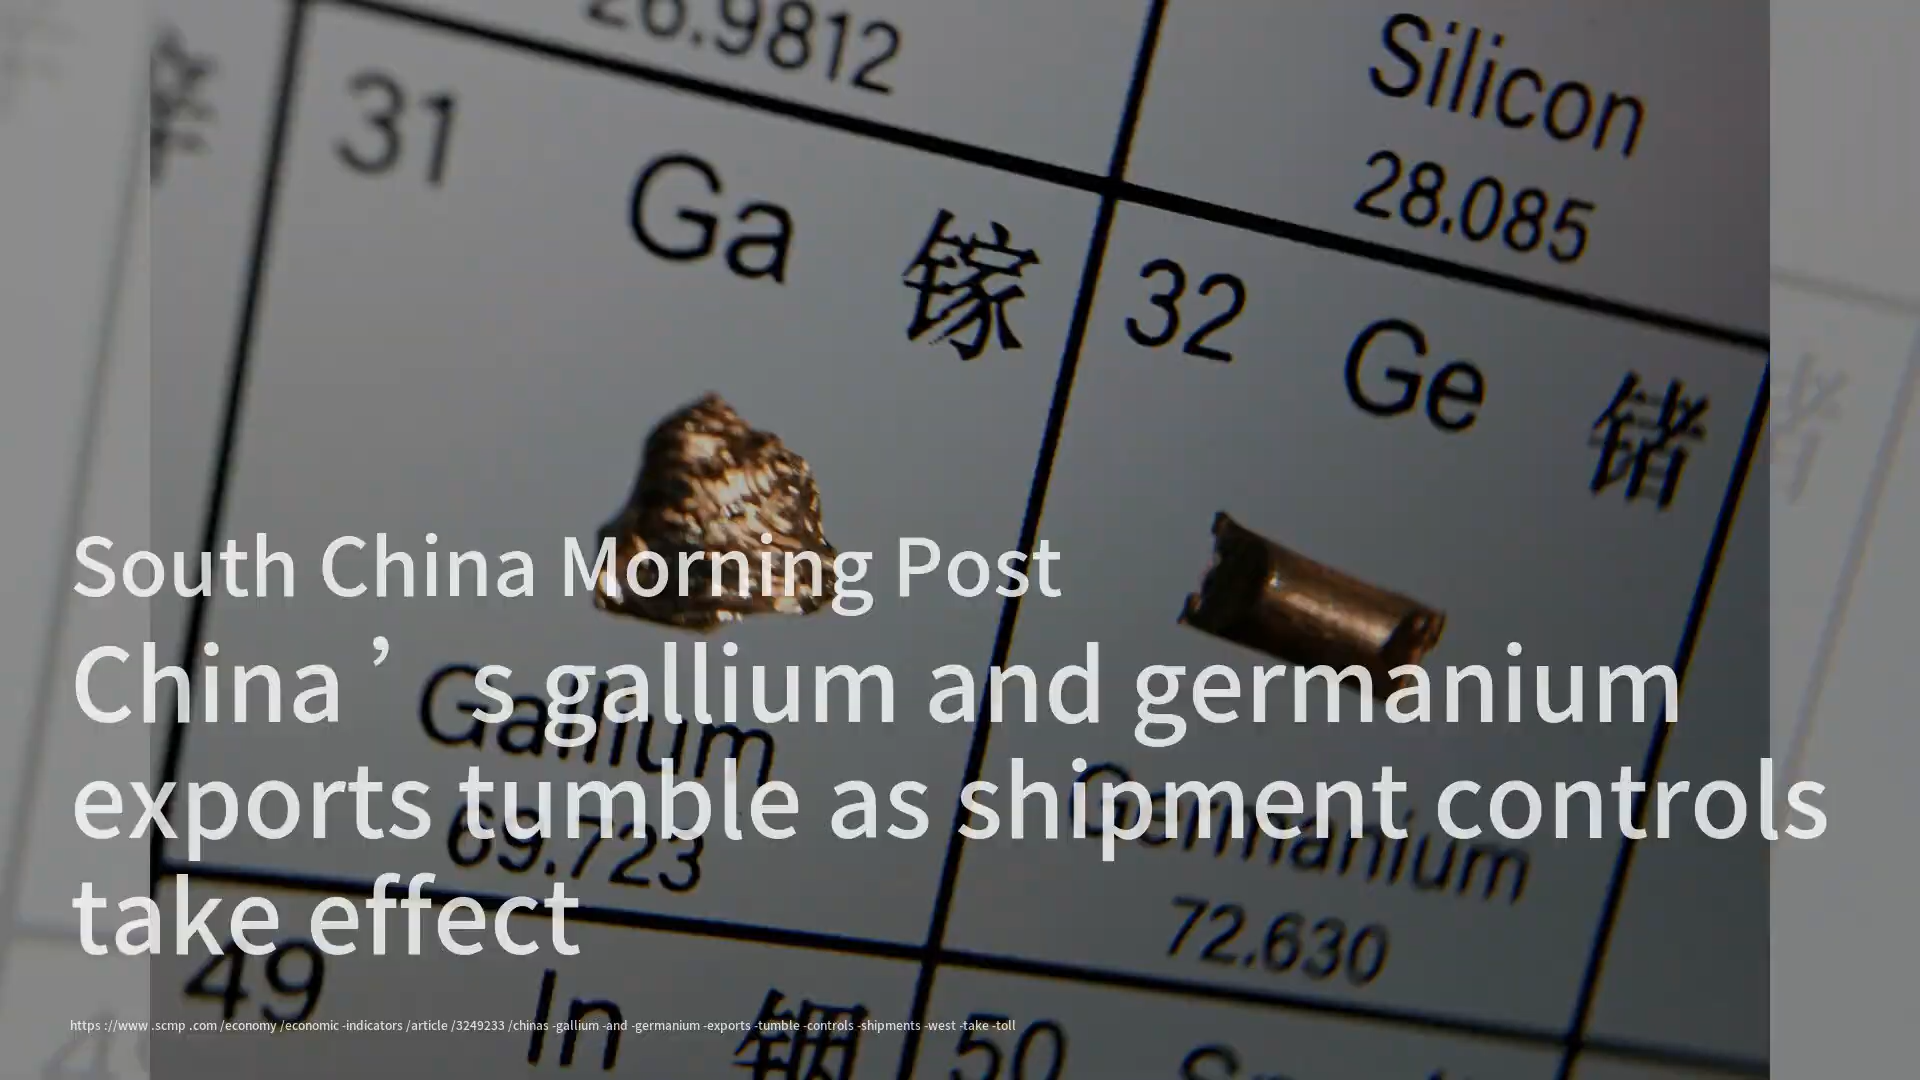 26.9812
Silicon
28.085
31 Ga 镓
32 Ge 锗
South China Morning Post
China’s gallium and germanium
exports tumble as shipment controls
take effect
Gallium
69.723
Germanium
72.630
49 In 铟
50
https://www.scmp.com/economy/economic-indicators/article/3249233/chinas-gallium-and-germanium-exports-tumble-controls-shipments-west-take-toll